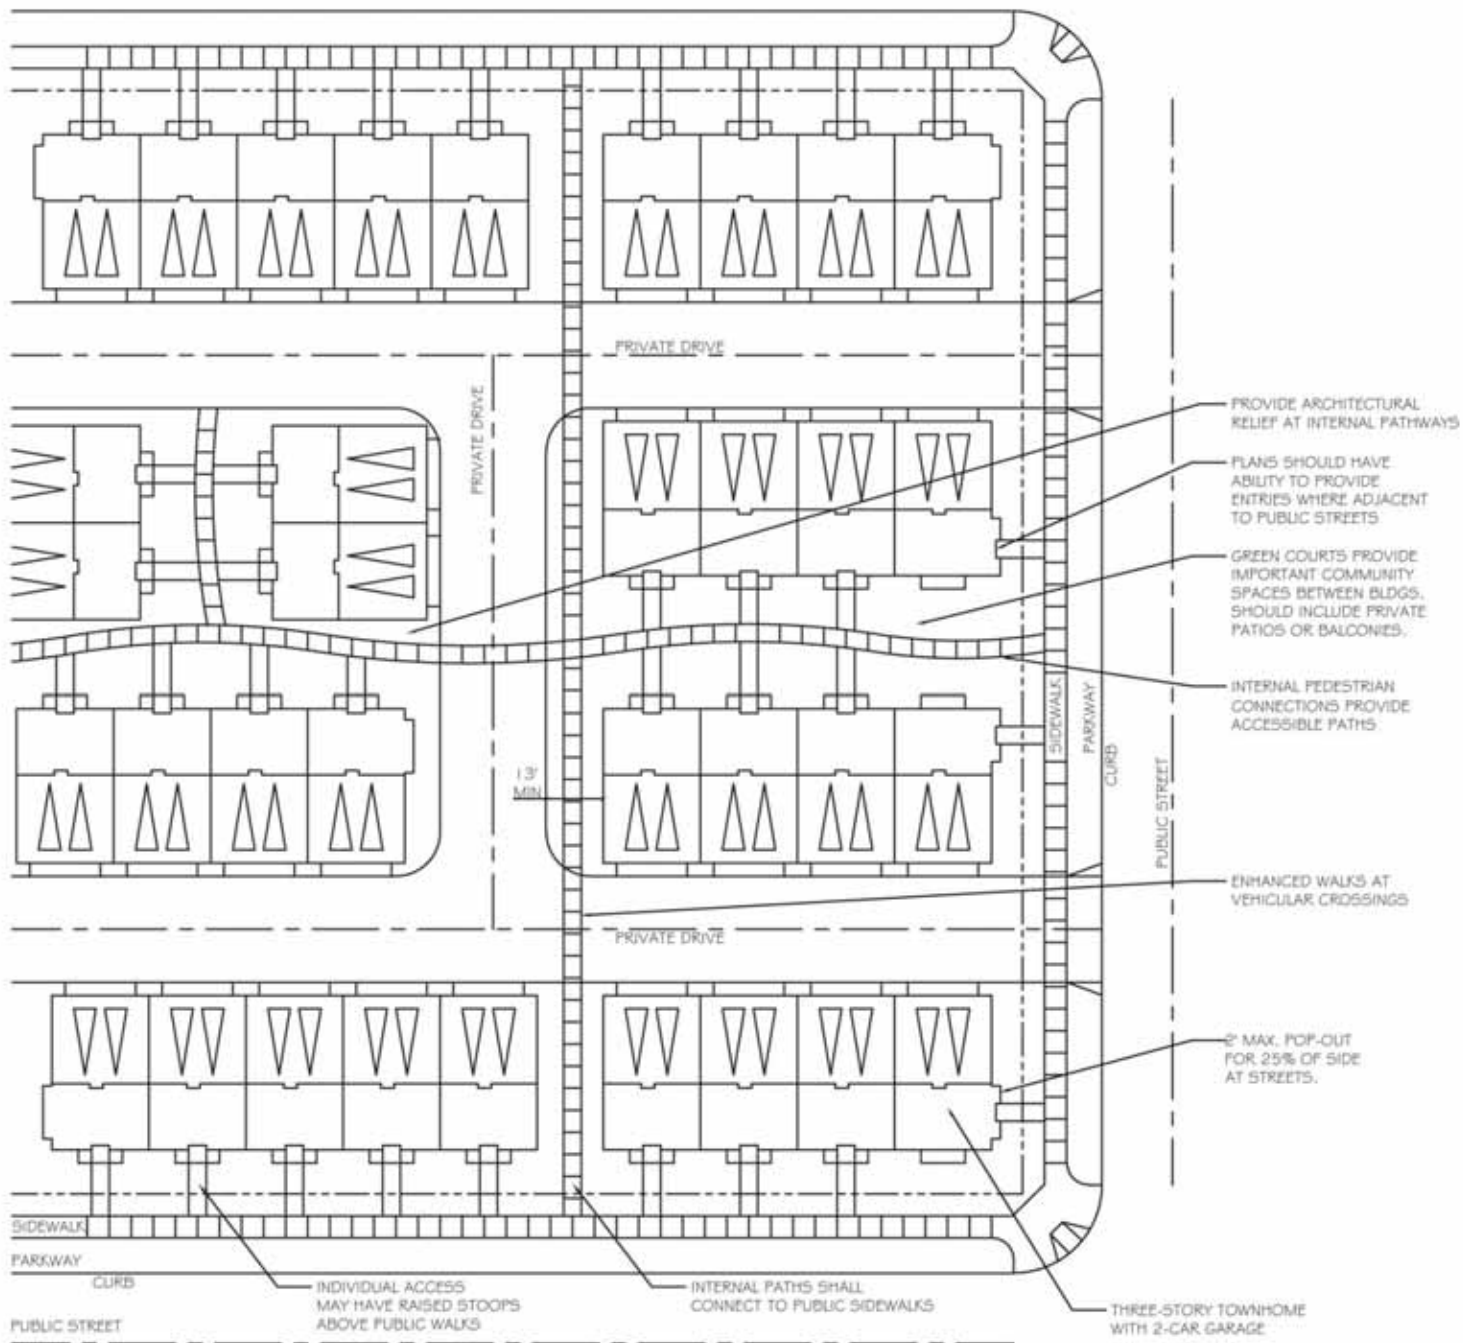 PRIVATE DRIVE
PRIVATE DRIVE
PROVIDE ARCHITECTURAL
RELIEF AT INTERNAL PATHWAYS
PLANS SHOULD HAVE
ABILITY TO PROVIDE
ENTRIES WHERE ADJACENT
TO PUBLIC STREETS
GREEN COURTS PROVIDE
IMPORTANT COMMUNITY
SPACES BETWEEN BLDGS.
SHOULD INCLUDE PRIVATE
PATIOS OR BALCONIES.
INTERNAL PEDESTRIAN
CONNECTIONS PROVIDE
ACCESSIBLE PATHS
SIDEWALK
PARKWAY
CURB
PUBLIC STREET
13'
MIN
ENHANCED WALKS AT
VEHICULAR CROSSINGS
PRIVATE DRIVE
2' MAX. POP-OUT
FOR 25% OF SIDE
AT STREETS.
SIDEWALK
PARKWAY
CURB
PUBLIC STREET
INDIVIDUAL ACCESS
MAY HAVE RAISED STOOPS
ABOVE PUBLIC WALKS
INTERNAL PATHS SHALL
CONNECT TO PUBLIC SIDEWALKS
THREE-STORY TOWNHOME
WITH 2-CAR GARAGE